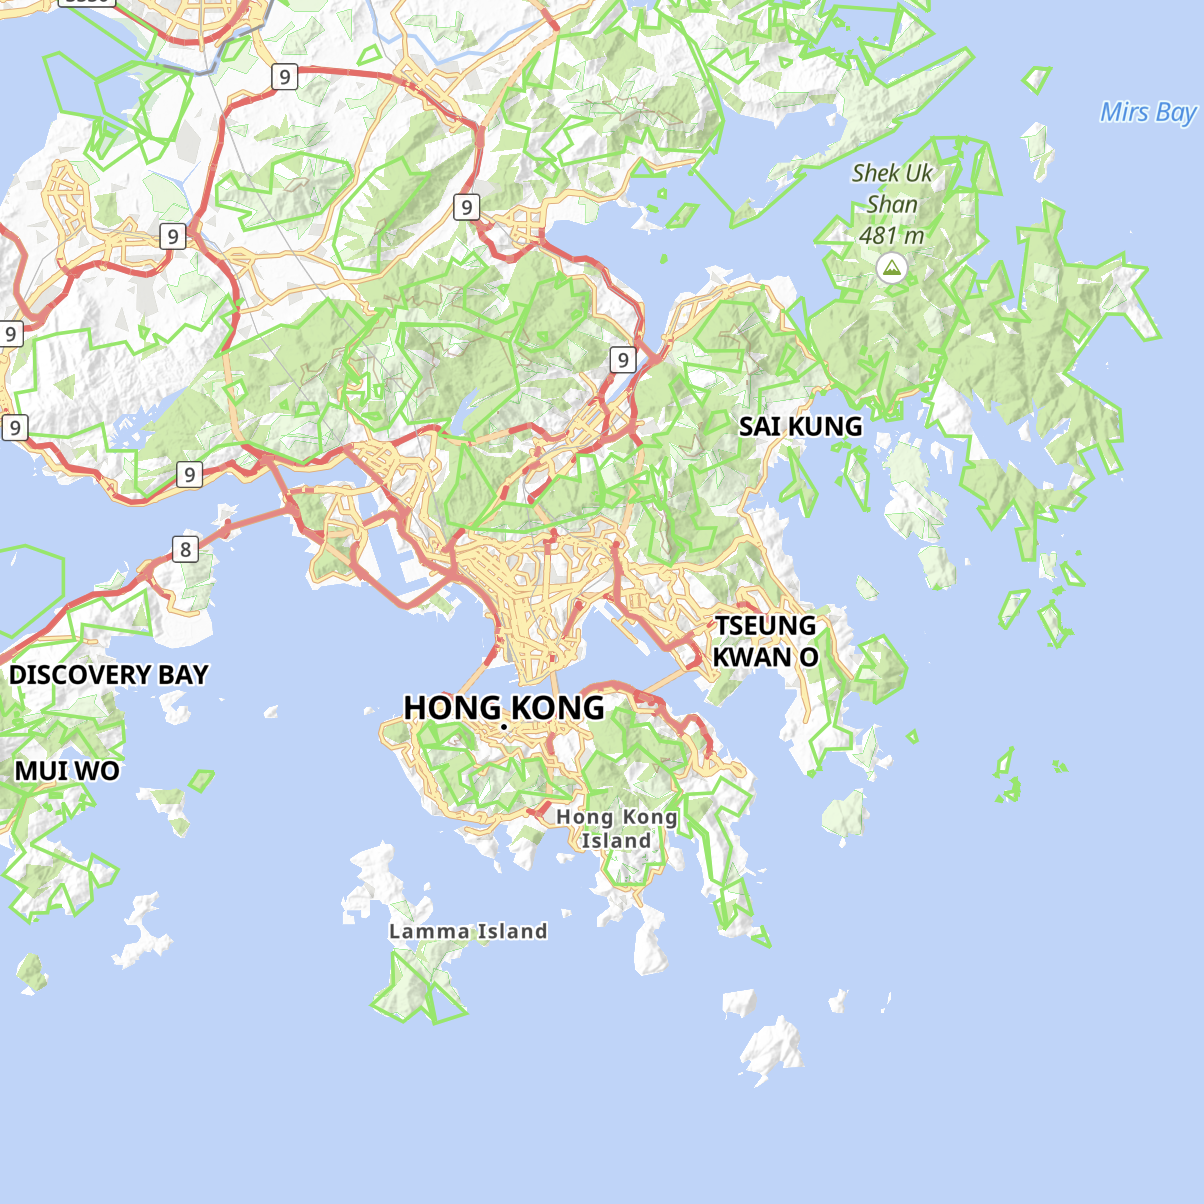 9
Mirs Bay
Shek Uk
Shan
481 m
9
9
9
9
SAI KUNG
9
9
8
TSEUNG
KWAN O
DISCOVERY BAY
HONG KONG
MUI WO
Hong Kong
Island
Lamma Island